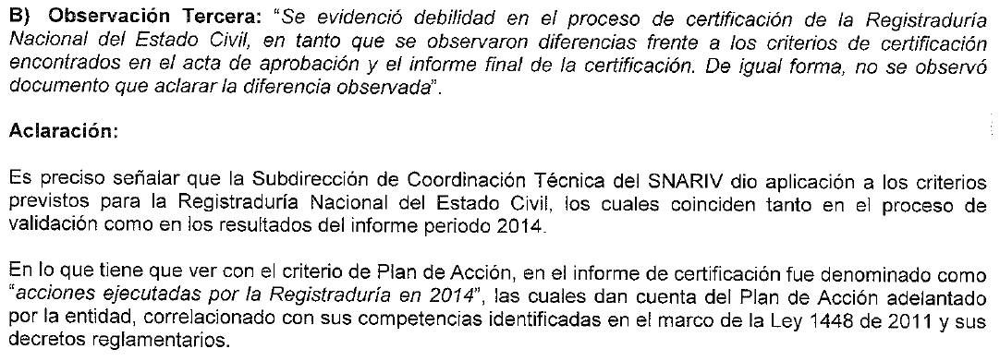 B) Observación Tercera: "Se evidenció debilidad en el proceso de certificación de la Registraduría
Nacional del Estado Civil, en tanto que se observaron diferencias frente a los criterios de certificación
encontrados en el acta de aprobación y el informe final de la certificación. De igual forma, no se observó
documento que aclarar la diferencia observada".
Aclaración:
Es preciso señalar que la Subdirección de Coordinación Técnica del SNARIV dio aplicación a los criterios
previstos para la Registraduría Nacional del Estado Civil, los cuales coinciden tanto en el proceso de
validación como en los resultados del informe periodo 2014.
En lo que tiene que ver con el criterio de Plan de Acción, en el informe de certificación fue denominado como
"acciones ejecutadas por la Registraduría en 2014", las cuales dan cuenta del Plan de Acción adelantado
por la entidad, correlacionado con sus competencias identificadas en el marco de la Ley 1448 de 2011 y sus
decretos reglamentarios.